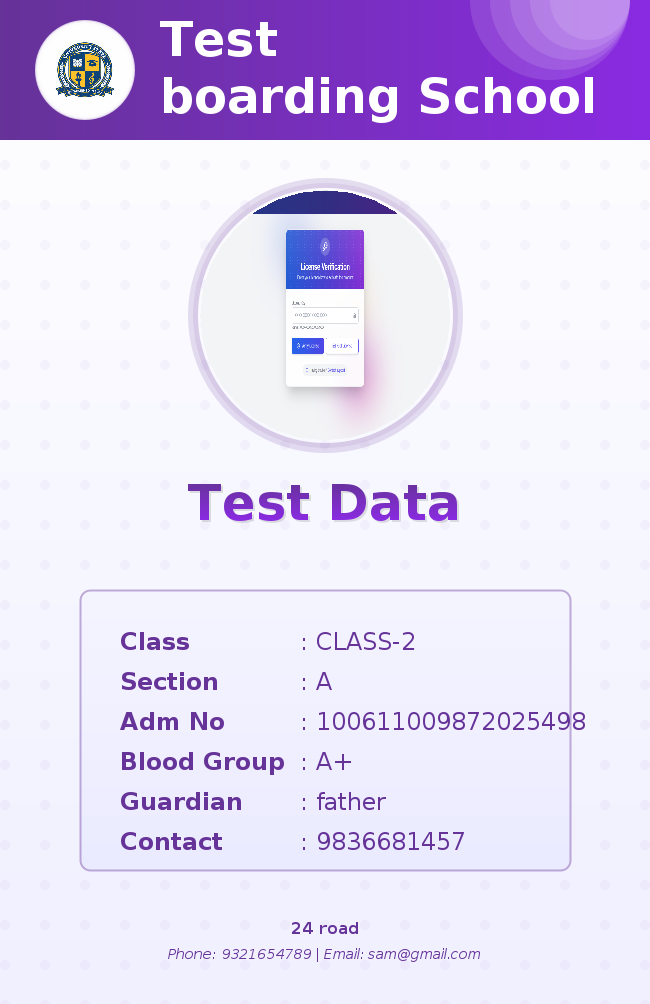 Test
boarding School
License Verification
Test Data
Class : CLASS-2
Section : A
Adm No : 100611009872025498
Blood Group : A+
Guardian : father
Contact : 9836681457
24 road
Phone: 9321654789 | Email: sam@gmail.com